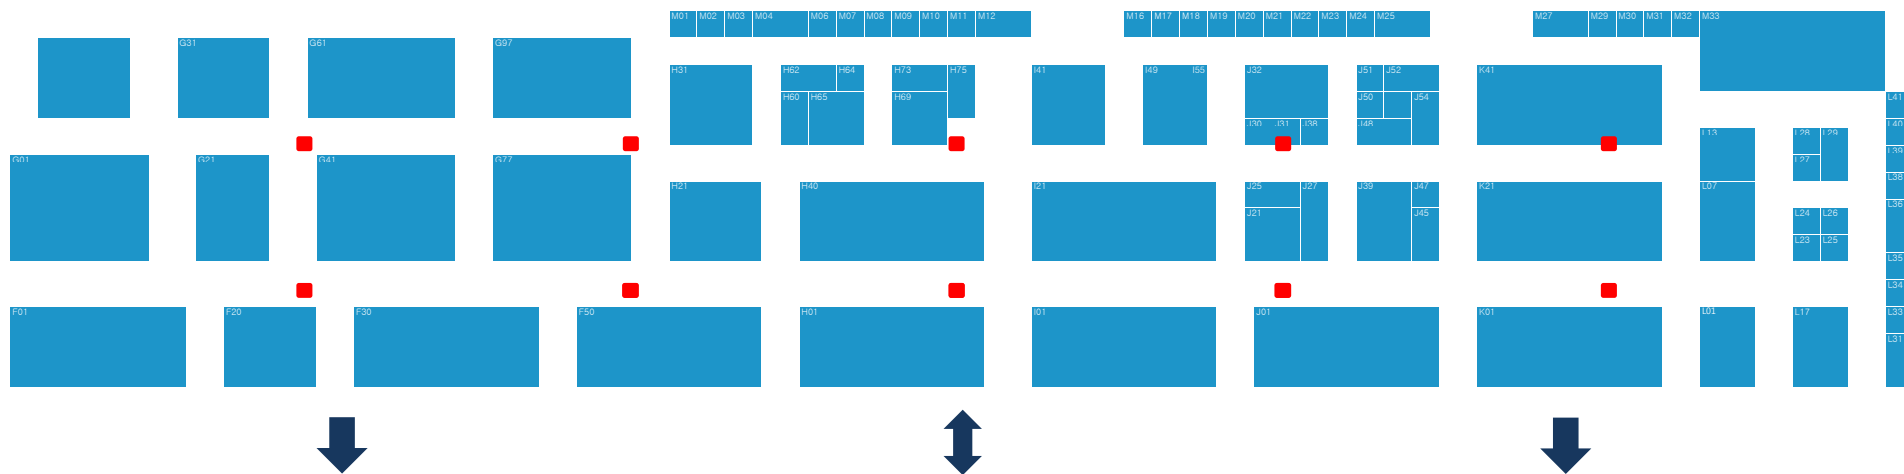 M01 M02 M03 M04 M06 M07 M08 M09 M10 M11 M12 M16 M17 M18 M19 M20 M21 M22 M23 M24 M25 M27 M29 M30 M31 M32 M33
G31 G61 G97
H31 H62 H64 H73 H75 I41 I49 I55 J32 J51 J52 K41
H60 H65 H69 J50 J54 L41
J30 J31 J38 J48 L40
L13 L28 L29
L39
G01 G21 G41 G77 L27
L38
H21 H40 I21 J25 J27 J39 J47 K21 L07
L36
J21 J45 L24 L26
L23 L25
L35
L34
F01 F20 F30 F50 H01 I01 J01 K01 L01 L17 L33
L31